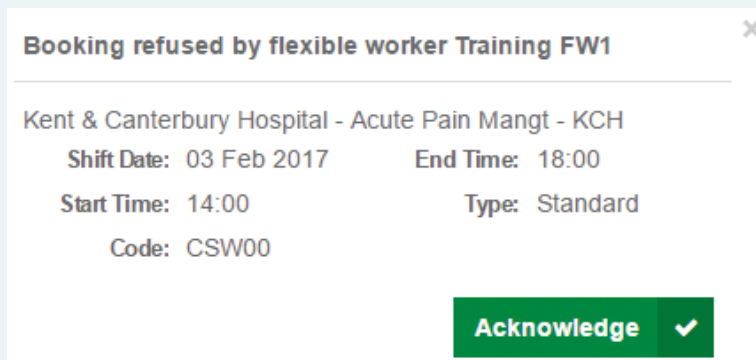 Booking refused by flexible worker Training FW1
Kent & Canterbury Hospital - Acute Pain Mangt - KCH
Shift Date: 03 Feb 2017 End Time: 18:00
Start Time: 14:00 Type: Standard
Code: CSW00
Acknowledge